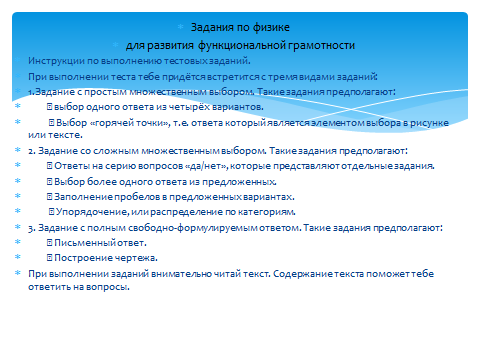 Задания по физике
для развития функциональной грамотности
Инструкции по выполнению тестовых заданий.
При выполнении теста тебе придётся встретится с тремя видами заданий:
1.Задание с простым множественным выбором. Такие задания предполагают:
выбор одного ответа из четырёх вариантов.
Выбор «горячей точки», т.е. ответа который является элементом выбора в рисунке
или тексте.
2. Задание со сложным множественным выбором. Такие задания предполагают:
Ответы на серию вопросов «да/нет», которые представляют отдельные задания.
Выбор более одного ответа из предложенных.
Заполнение пробелов в предложенных вариантах.
Упорядочение, или распределение по категориям.
3. Задание с полным свободно-формулируемым ответом. Такие задания предполагают:
Письменный ответ.
Построение чертежа.
При выполнении заданий внимательно читай текст. Содержание текста поможет тебе
ответить на вопросы.